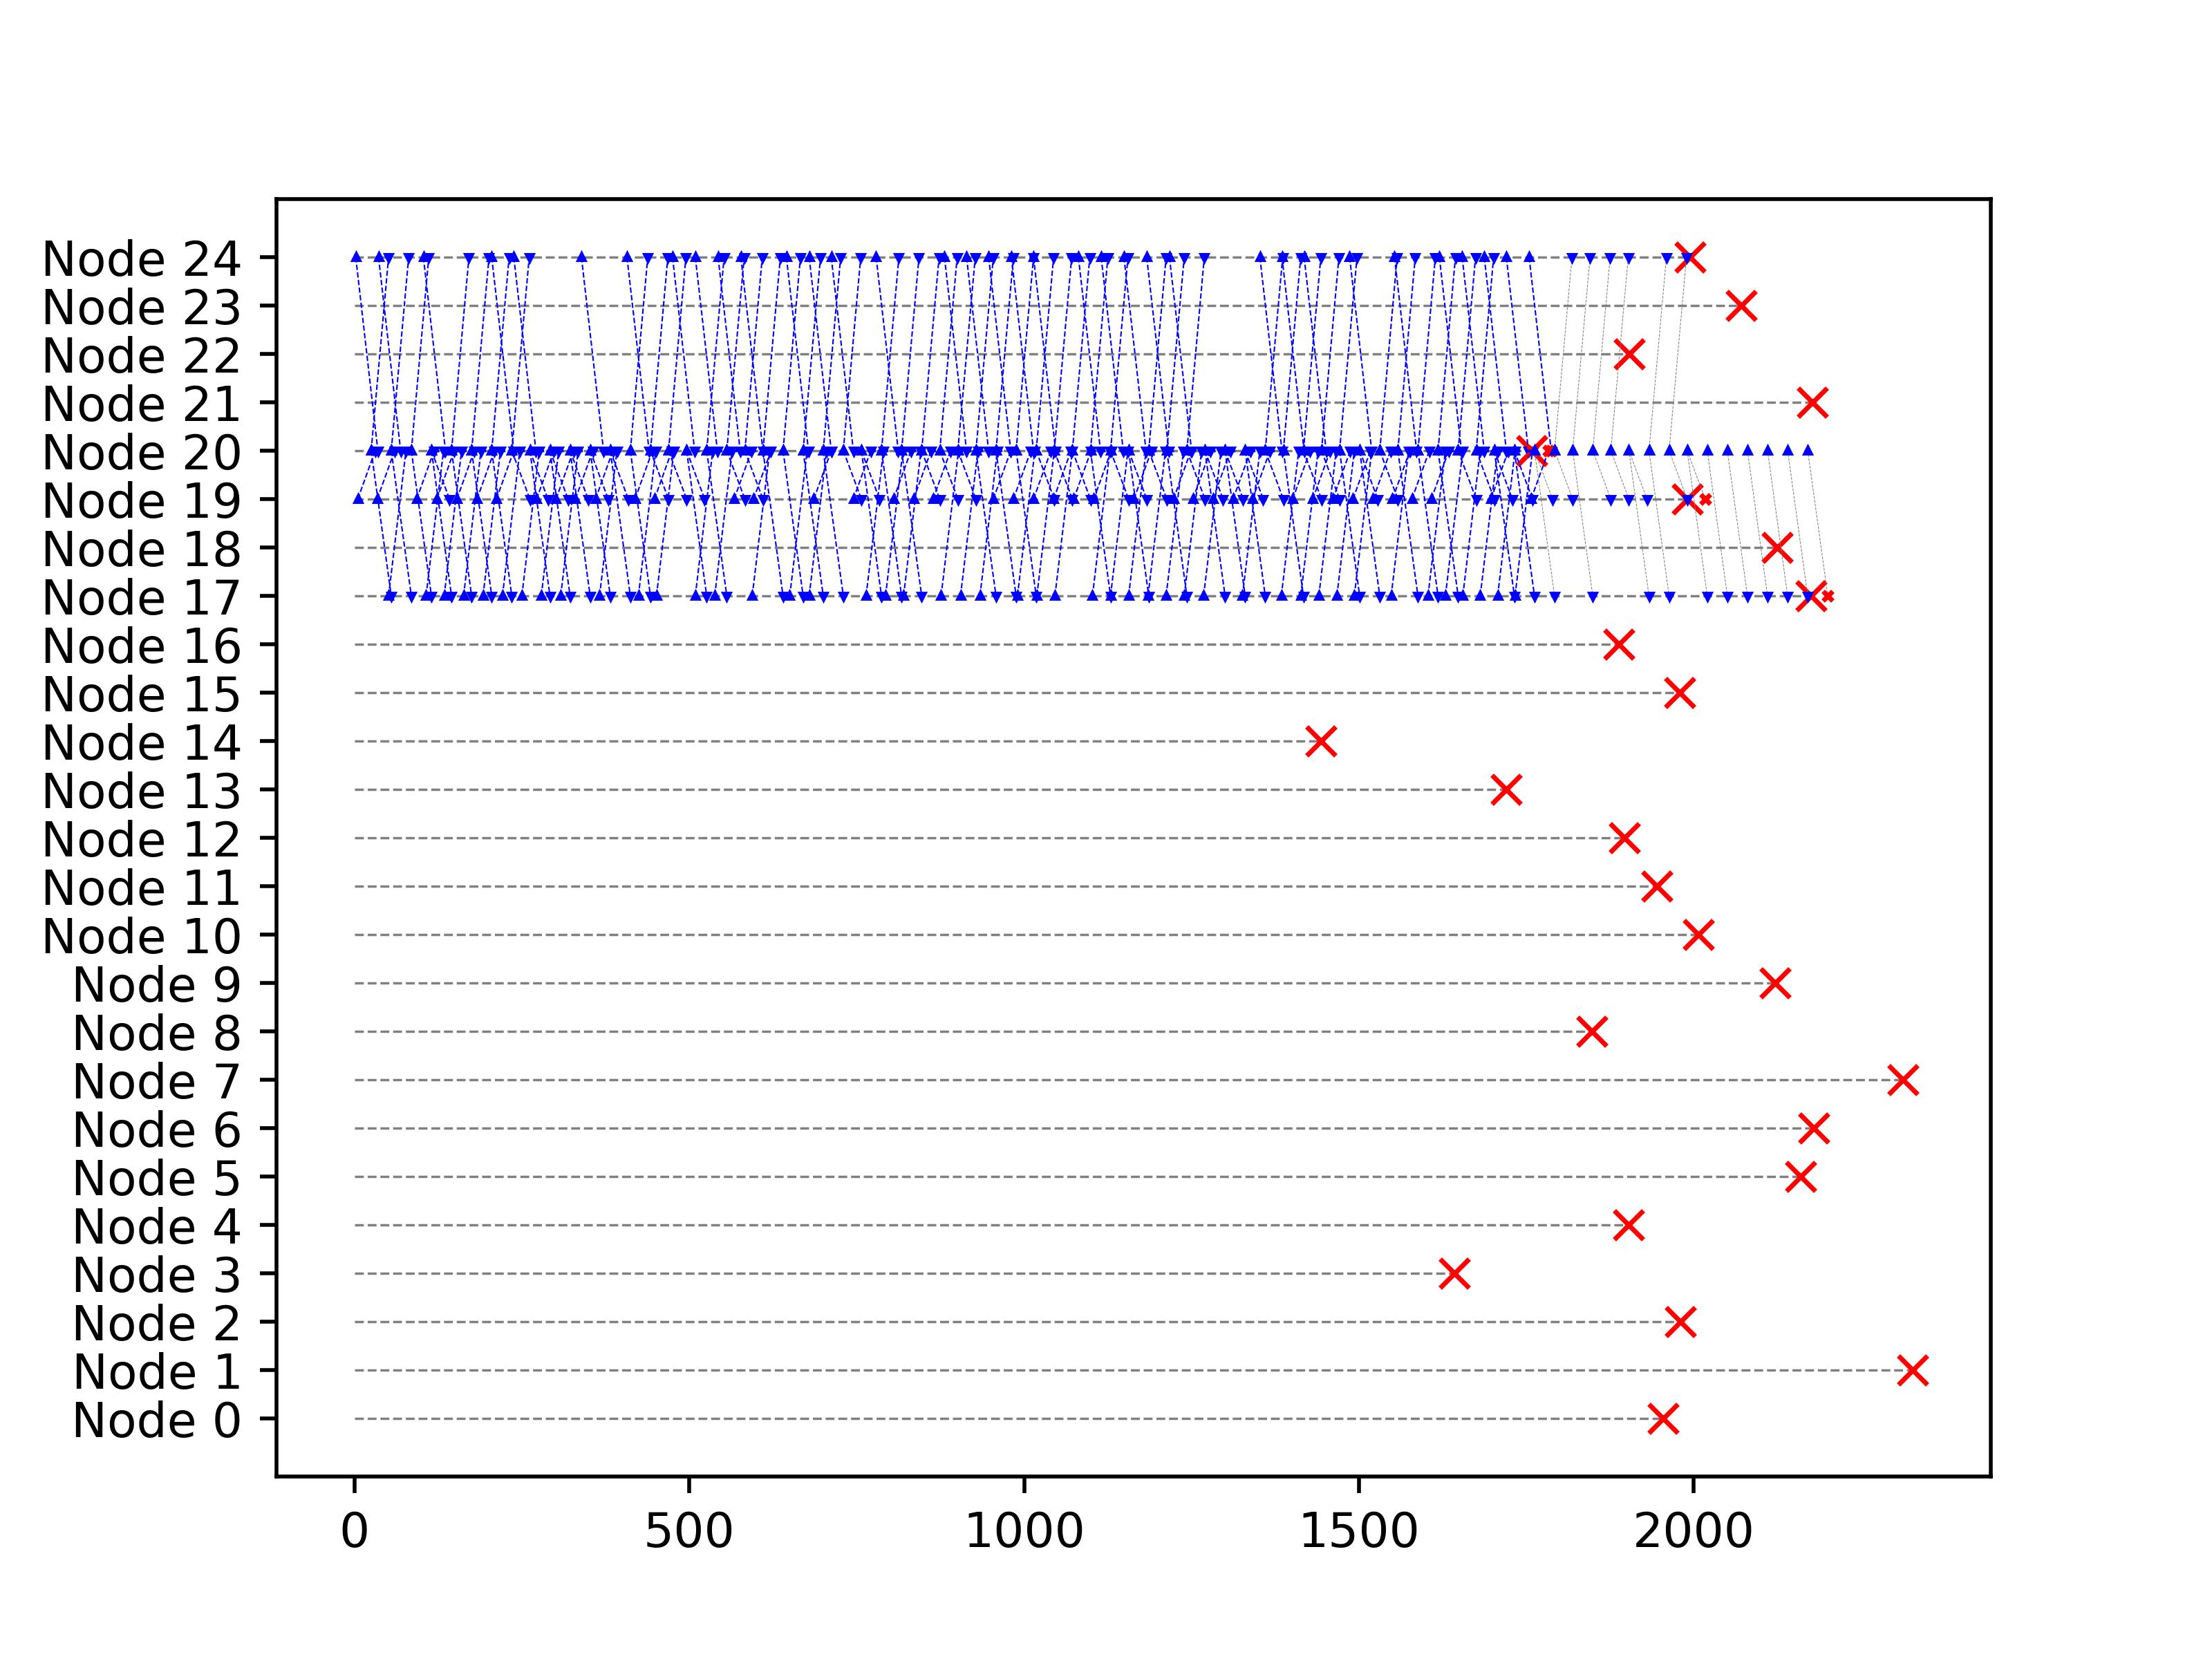 Node 24
Node 23
Node 22
Node 21
Node 20
Node 19
Node 18
Node 17
Node 16
Node 15
Node 14
Node 13
Node 12
Node 11
Node 10
Node 9
Node 8
Node 7
Node 6
Node 5
Node 4
Node 3
Node 2
Node 1
Node 0
0 500 1000 1500 2000